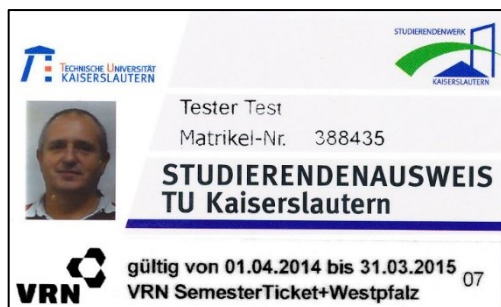 STUDIERENDENWERK
KAISERSLAUTERN
TECHNISCHE UNIVERSITÄT
KAISERSLAUTERN
Tester Test
Matrikel-Nr. 388435
STUDIERENDENAUSWEIS
TU Kaiserslautern
VRN
gültig von 01.04.2014 bis 31.03.2015 07
VRN SemesterTicket+Westpfalz